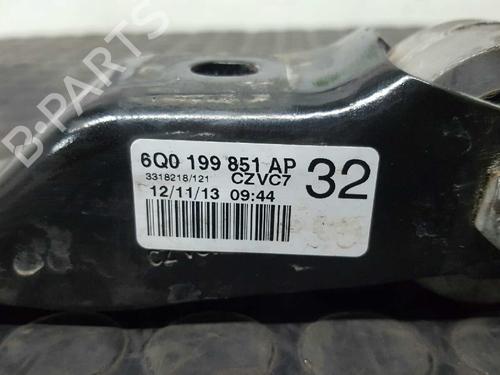 B-PARTS
6Q0 199 851 AP
32
3318218/121 CZVC7
12/11/13 09:44